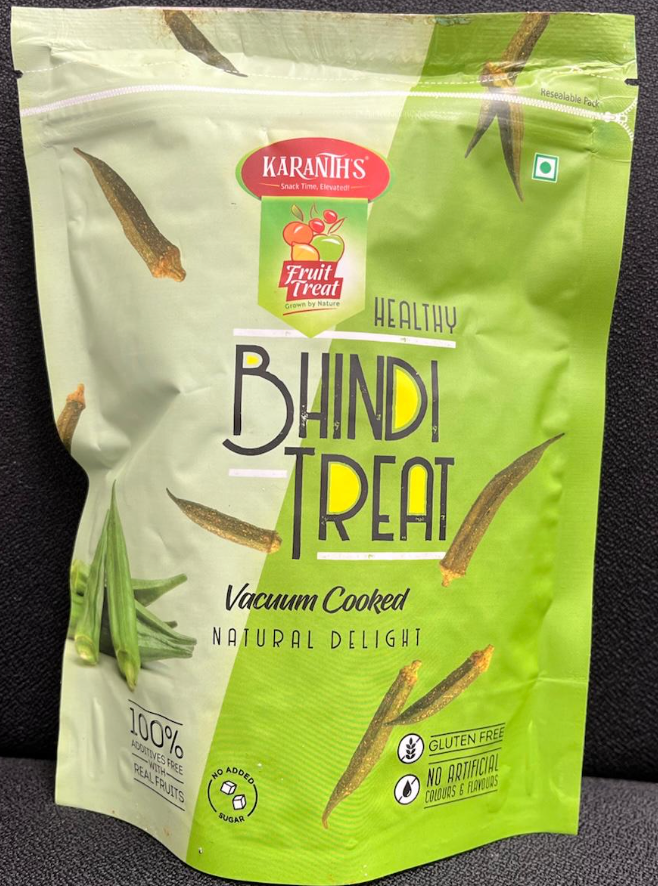 Resealable Pack
KARANTH'S®
Snack Time, Elevated!
Fruit
Treat
Grown by Nature
HEALTHY
BHINDI
TREAT
Vacuum Cooked
NATURAL DELIGHT
100%
ADDITIVES FREE
WITH
REAL FRUITS
NO ADDED
SUGAR
GLUTEN FREE
NO ARTIFICIAL
COLOURS & FLAVOURS